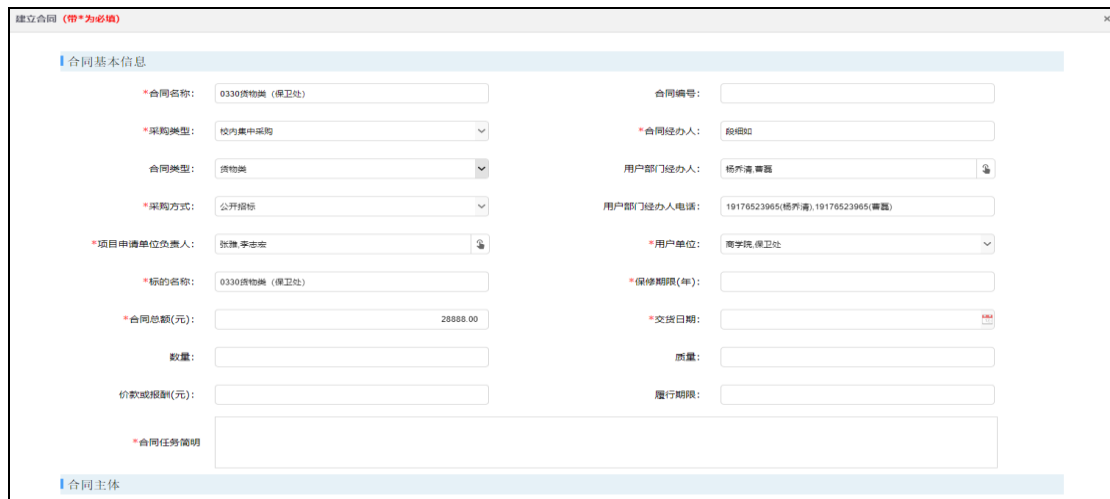 建立合同 (带*为必填)
合同基本信息
*合同名称: 0330货物类 (保卫处) 合同编号:
*采购类型: 校内集中采购 *合同经办人: 段细如
合同类型: 货物类 用户部门经办人: 杨乔清,曹磊
*采购方式: 公开招标 用户部门经办人电话: 19176523965(杨乔清),19176523965(曹磊)
*项目申请单位负责人: 张雅,李志宏 *用户单位: 商学院,保卫处
*标的名称: 0330货物类 (保卫处) *保修期限(年):
*合同总额(元): 28888.00 *交货日期:
数量: 质量:
价款或报酬(元): 履行期限:
*合同任务简明
合同主体